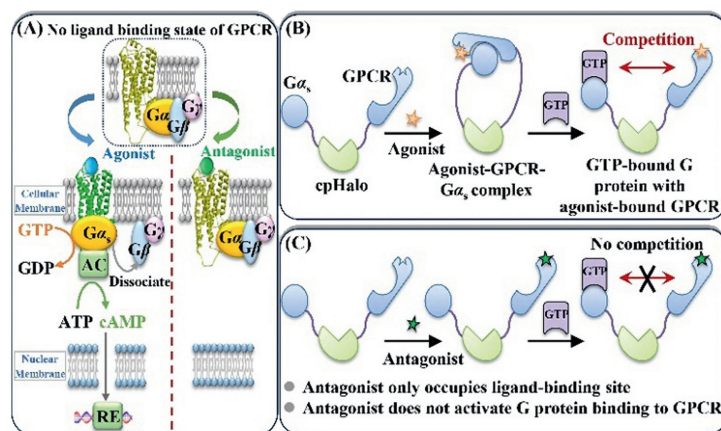 (A) No ligand binding state of GPCR
Gα
Gβ
Gγ
Agonist
Antagonist
Cellular
Membrane
GTP
GDP
Gαs
AC
Gβ
Gγ
Dissociate
Gα
Gβ
Gγ
ATP cAMP
Nuclear
Membrane
RE
(B)
Gαs
GPCR
cpHalo
Agonist
Agonist-GPCR-
Gαs complex
GTP
GTP
Competition
GTP-bound G
protein with
agonist-bound GPCR
(C)
Antagonist
GTP
GTP
No competition
Antagonist only occupies ligand-binding site
Antagonist does not activate G protein binding to GPCR